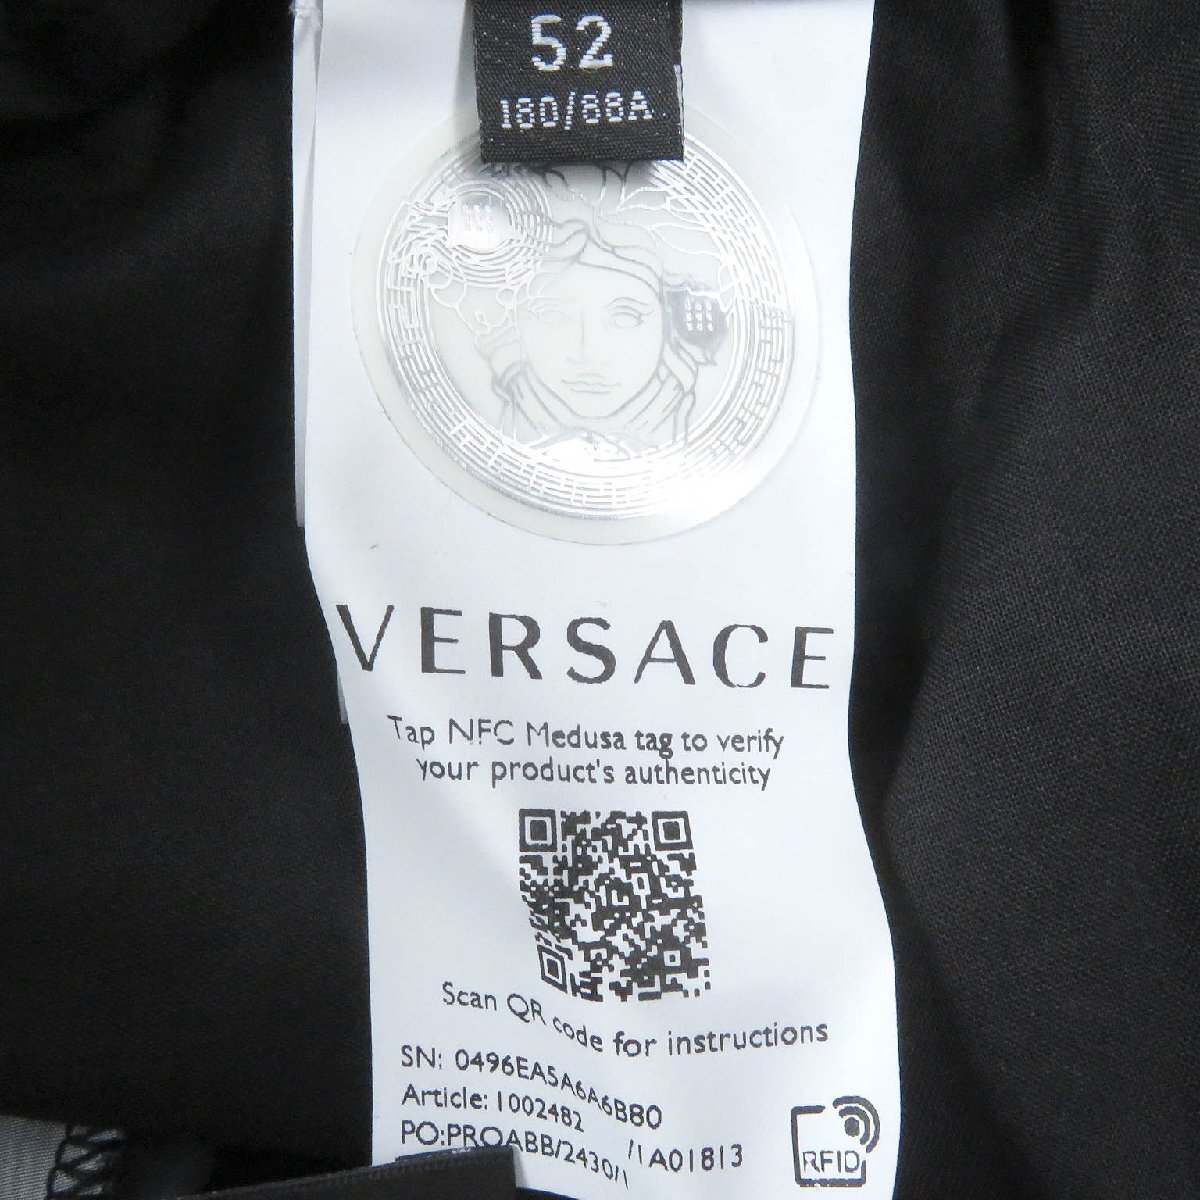 52
180/88A
VERSACE
Tap NFC Medusa tag to verify
your product's authenticity
Scan QR code for instructions
SN: 0496EA5A6A6B80
Article: 1002482
PO:PROABB/2430/1 /1A01813
RFID